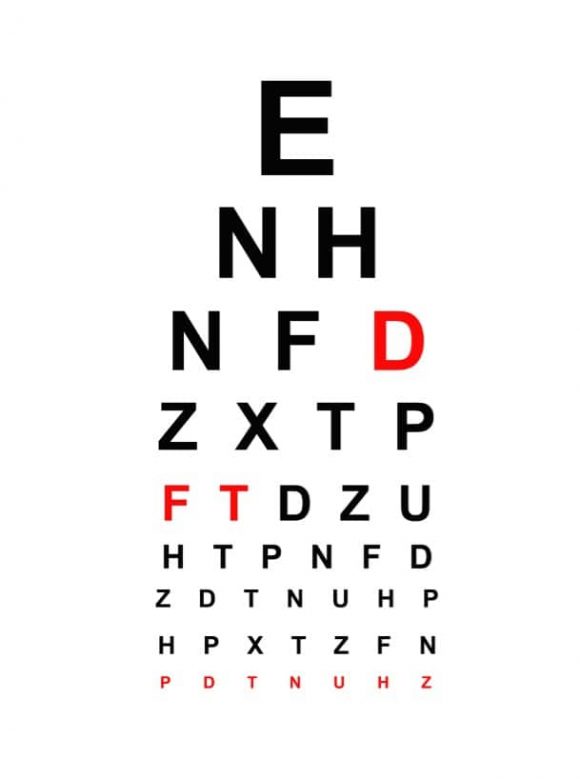 E
N H
N F D
Z X T P
F T D Z U
H T P N F D
Z D T N U H P
H P X T Z F N
P D T N U H Z